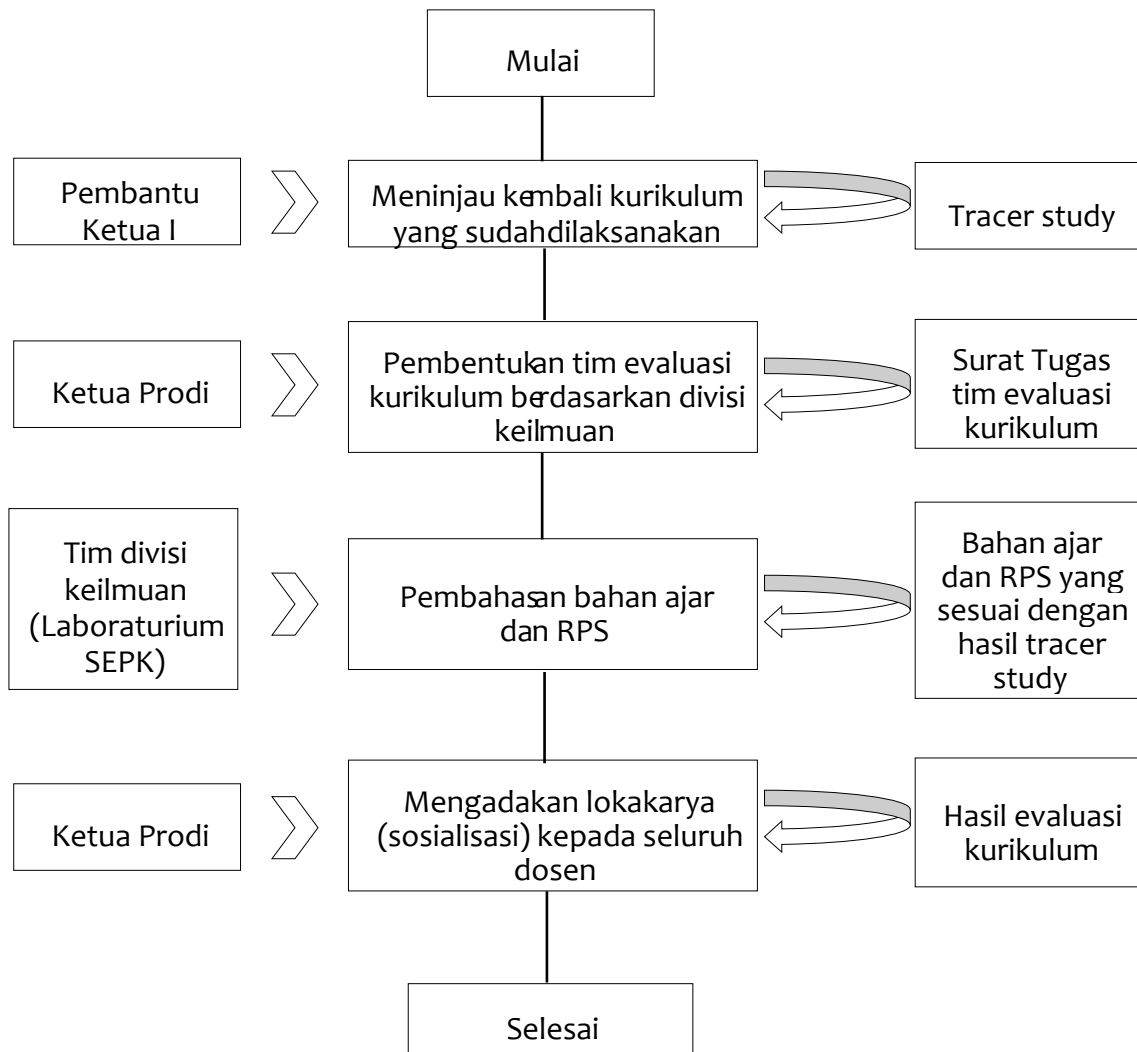 Mulai
Pembantu
Ketua I
Meninjau kembali kurikulum
yang sudahdilaksanakan
Tracer study
Ketua Prodi
Pembentukan tim evaluasi
kurikulum berdasarkan divisi
keilmuan
Surat Tugas
tim evaluasi
kurikulum
Tim divisi
keilmuan
(Laboraturium
SEPK)
Pembahasan bahan ajar
dan RPS
Bahan ajar
dan RPS yang
sesuai dengan
hasil tracer
study
Ketua Prodi
Mengadakan lokakarya
(sosialisasi) kepada seluruh
dosen
Hasil evaluasi
kurikulum
Selesai